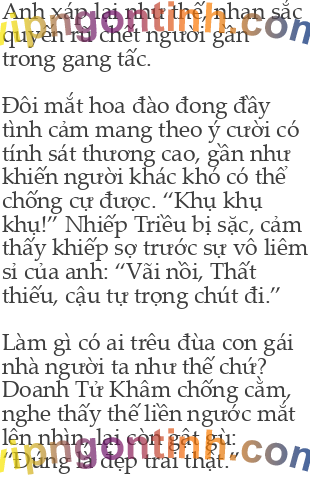 Anh xáp lại như thế, nhan sắc
quyến rũ chết người gần
trong gang tấc.
Đôi mắt hoa đào đong đầy
tình cảm mang theo ý cười có
tính sát thương cao, gần như
khiến người khác khó có thể
chống cự được. “Khụ khụ
khụ!” Nhiếp Triều bị sặc, cảm
thấy khiếp sợ trước sự vô liêm
sỉ của anh: “Vãi nồi, Thất
thiếu, cậu tự trọng chút đi.”
Làm gì có ai trêu đùa con gái
nhà người ta như thế chứ?
Doanh Tử Khâm chống cằm,
nghe thấy thế liền ngước mắt
lên nhìn, lại còn gật gù:
“Đúng là đẹp trai thật.”
vipngontinh.com
vipngontinh.com